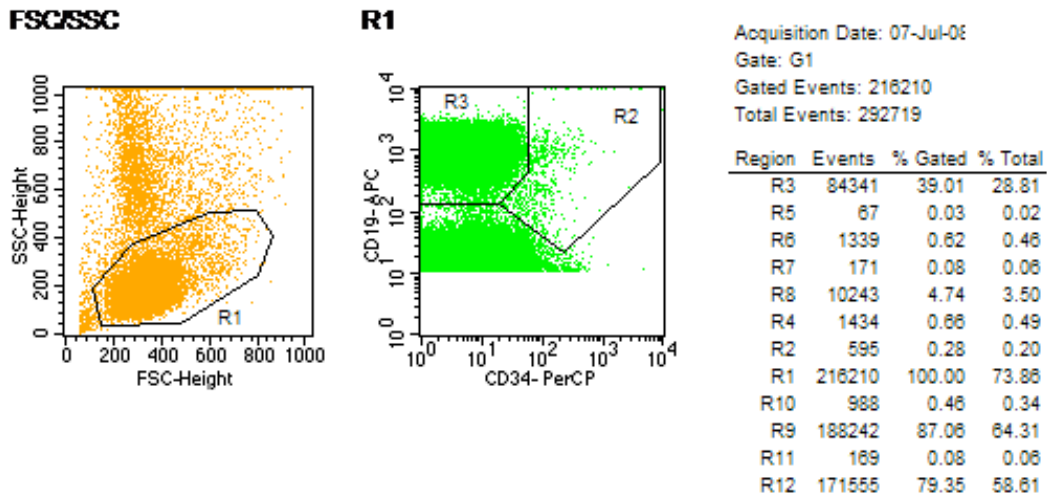 FSC/SSC
R1
SSC-Height
1000
800
600
400
200
0
R1
0 200 400 600 800 1000
FSC-Height
CD19- APC
10^4
10^3
10^2
10^1
10^0
R3
R2
10^0 10^1 10^2 10^3 10^4
CD34- PerCP
Acquisition Date: 07-Jul-08
Gate: G1
Gated Events: 216210
Total Events: 292719
Region Events % Gated % Total
R3 84341 39.01 28.81
R5 67 0.03 0.02
R6 1339 0.62 0.46
R7 171 0.08 0.06
R8 10243 4.74 3.50
R4 1434 0.66 0.49
R2 595 0.28 0.20
R1 216210 100.00 73.86
R10 988 0.46 0.34
R9 188242 87.06 64.31
R11 169 0.08 0.06
R12 171555 79.35 58.61